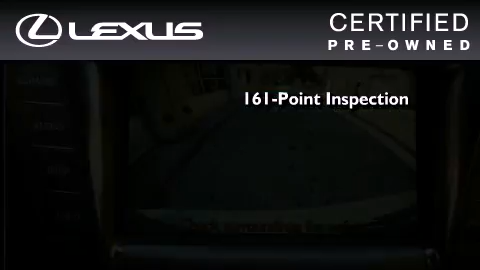 LEXUS
CERTIFIED
PRE-OWNED
161-Point Inspection